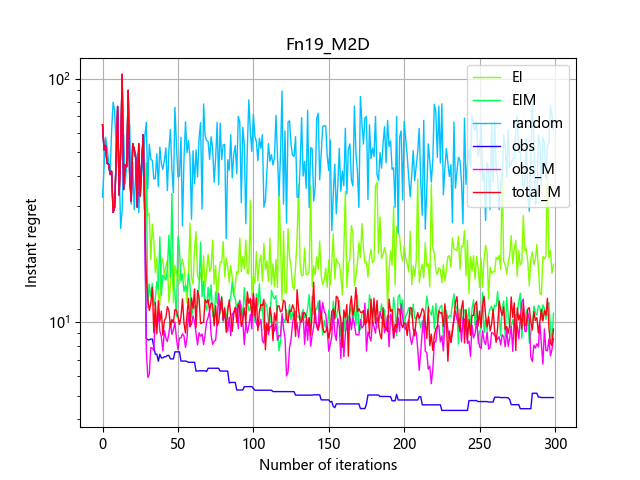 Fn19_M2D
Instant regret
10²
10¹
EI
EIM
random
obs
obs_M
total_M
0 50 100 150 200 250 300
Number of iterations